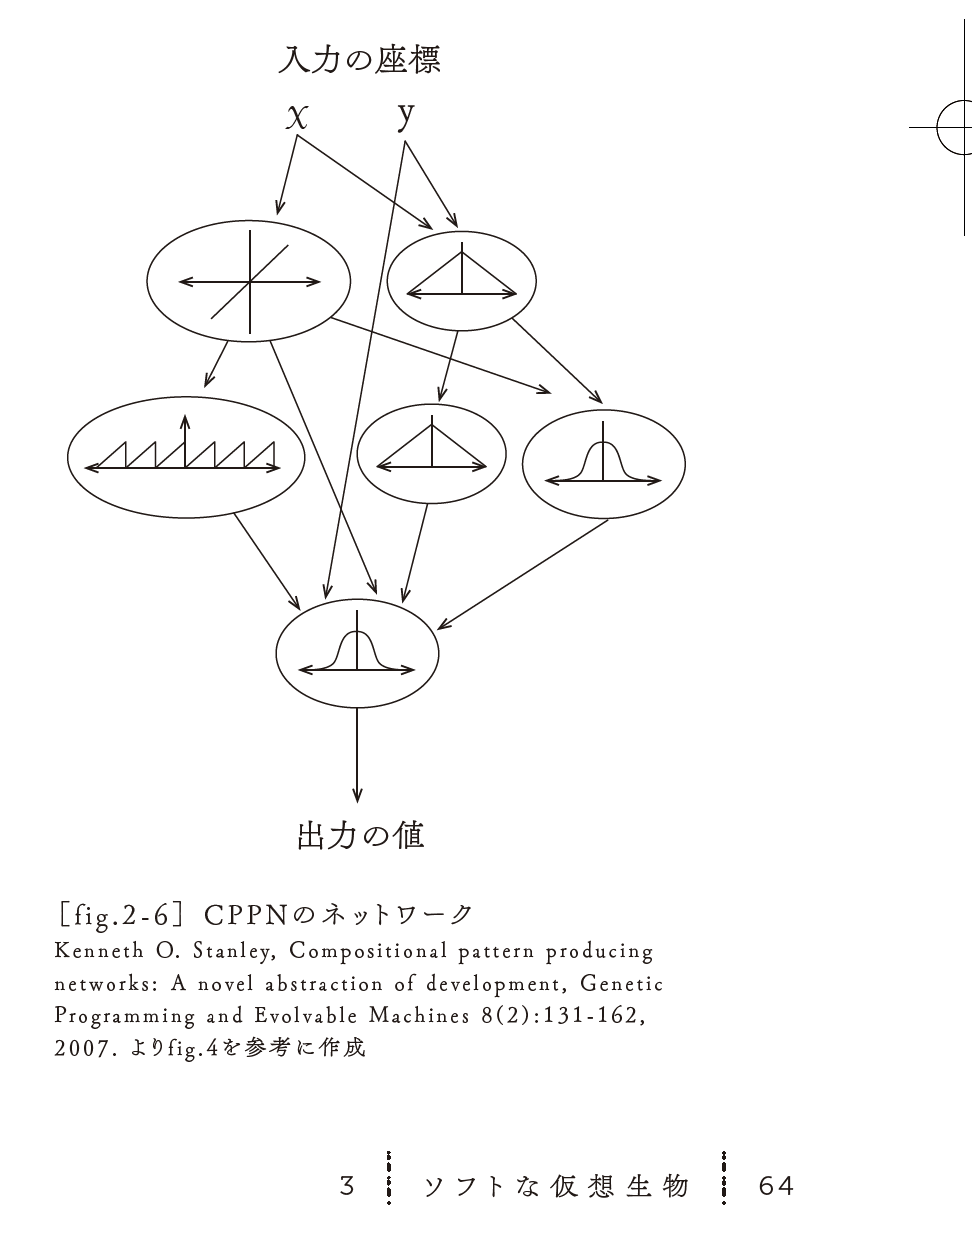 入力の座標
x y
出力の値
［fig.2-6］ CPPNのネットワーク
Kenneth O. Stanley, Compositional pattern producing
networks: A novel abstraction of development, Genetic
Programming and Evolvable Machines 8(2):131-162,
2007. よりfig.4を参考に作成
3 ソフトな仮想生物 64